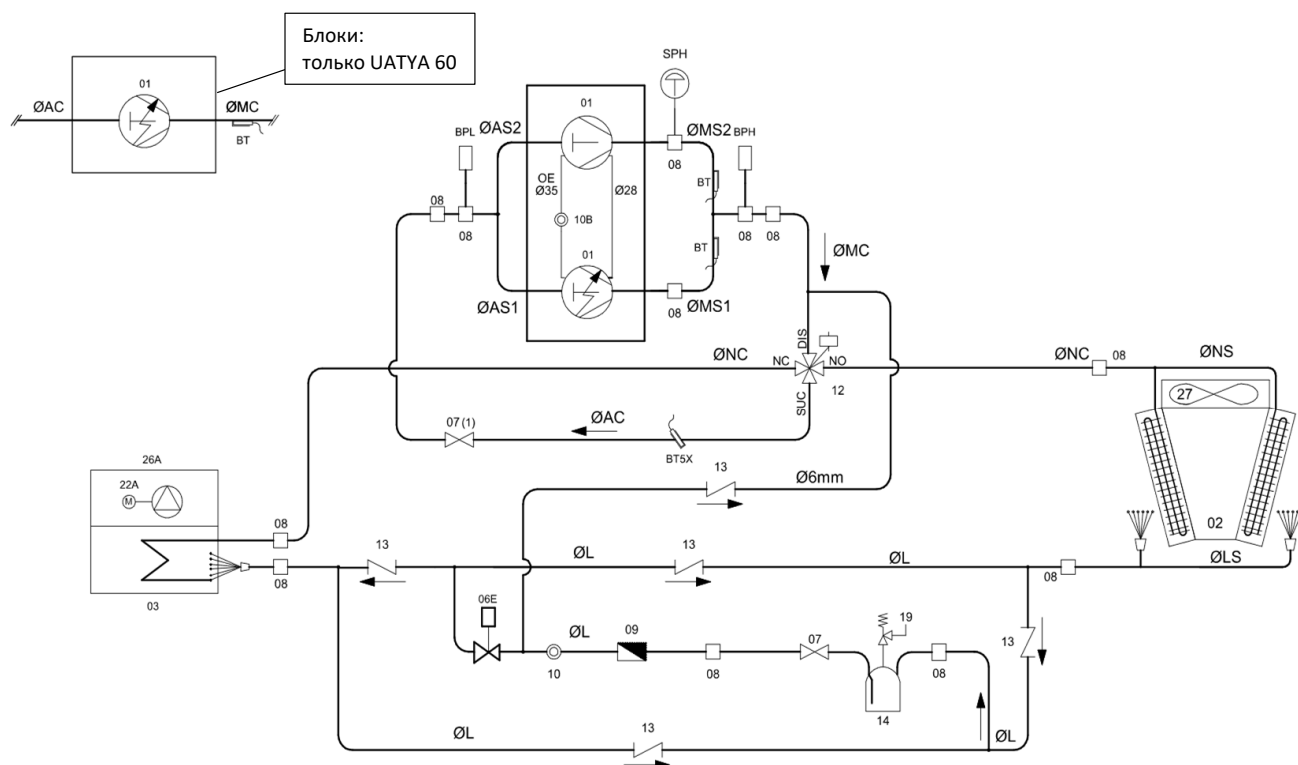 Блоки:
только UATYA 60
01
ØAC
ØMC
BT
SPH
01
ØAS2
ØMS2
BPL
BPH
08
OE
Ø35
Ø28
BT
10B
08
08
08
08
BT
01
ØMC
ØAS1
ØMS1
08
DIS
ØNC
NC
NO
12
SUC
ØNC
08
ØNS
27
07(1)
ØAC
BT5X
13
Ø6mm
26A
22A
M
08
02
13
ØL
13
ØL
08
ØLS
08
03
06E
ØL
09
19
13
10
08
07
08
14
ØL
13
ØL